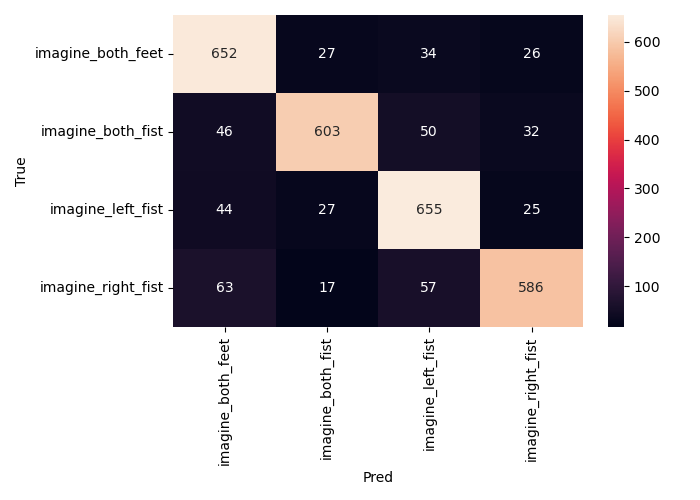 imagine_both_feet 652 27 34 26
imagine_both_fist 46 603 50 32
imagine_left_fist 44 27 655 25
imagine_right_fist 63 17 57 586
True
imagine_both_feet
imagine_both_fist
imagine_left_fist
imagine_right_fist
Pred
600
500
400
300
200
100